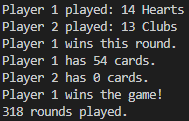 Player 1 played: 14 Hearts
Player 2 played: 13 Clubs
Player 1 wins this round.
Player 1 has 54 cards.
Player 2 has 0 cards.
Player 1 wins the game!
318 rounds played.